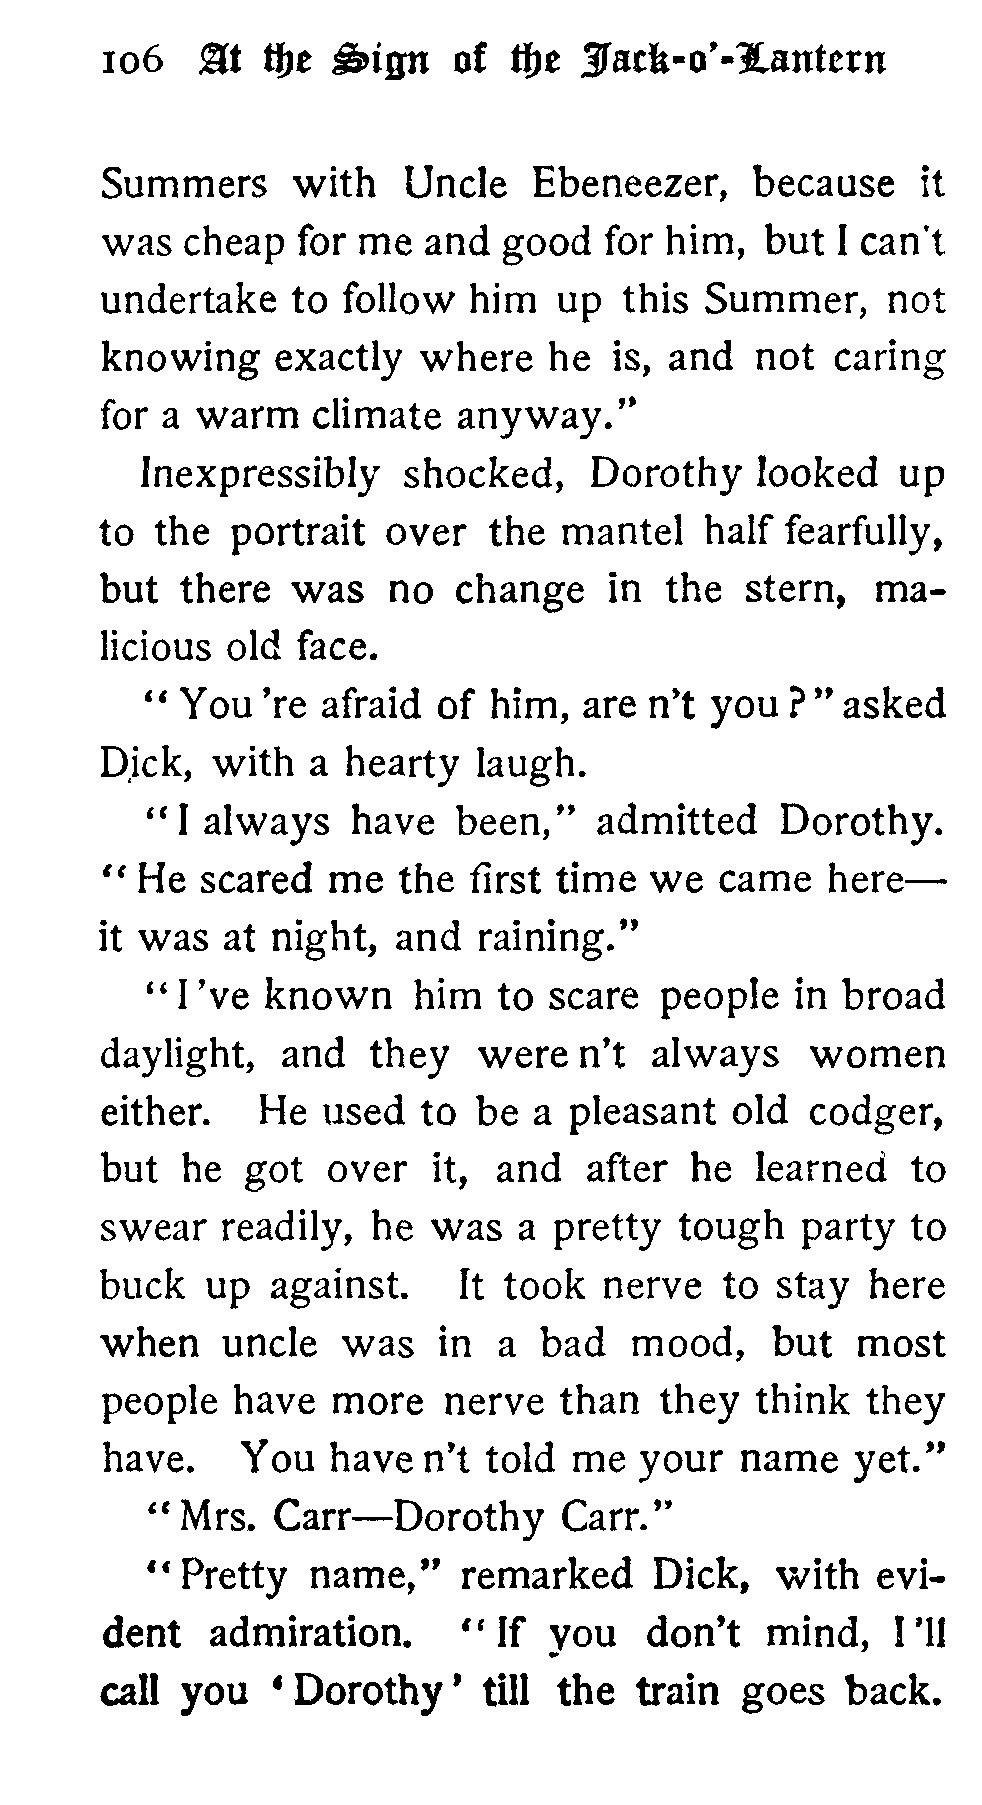 106 At the Sign of the Jack-o'-Lantern
Summers with Uncle Ebeneezer, because it
was cheap for me and good for him, but I can't
undertake to follow him up this Summer, not
knowing exactly where he is, and not caring
for a warm climate anyway."
Inexpressibly shocked, Dorothy looked up
to the portrait over the mantel half fearfully,
but there was no change in the stern, ma-
licious old face.
"You 're afraid of him, are n't you?" asked
Dick, with a hearty laugh.
"I always have been," admitted Dorothy.
"He scared me the first time we came here—
it was at night, and raining."
"I 've known him to scare people in broad
daylight, and they were n't always women
either. He used to be a pleasant old codger,
but he got over it, and after he learned to
swear readily, he was a pretty tough party to
buck up against. It took nerve to stay here
when uncle was in a bad mood, but most
people have more nerve than they think they
have. You have n't told me your name yet."
"Mrs. Carr—Dorothy Carr."
"Pretty name," remarked Dick, with evi-
dent admiration. "If you don't mind, I 'll
call you 'Dorothy' till the train goes back.